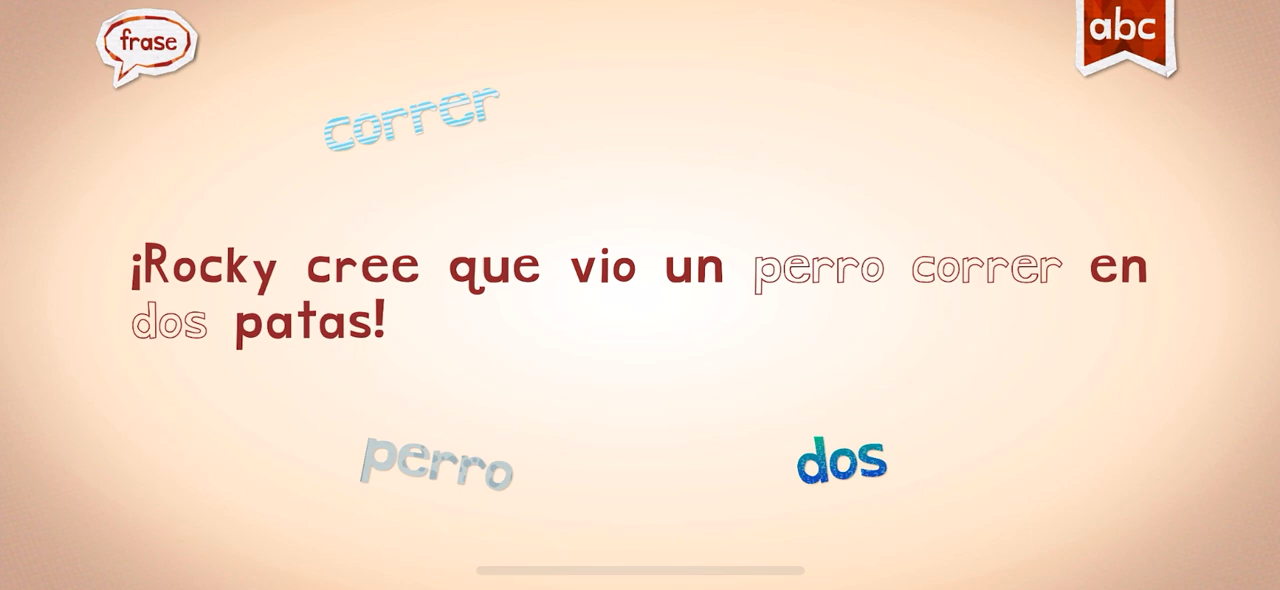 frase
abc
correr
¡Rocky cree que vio un perro correr en
dos patas!
perro
dos